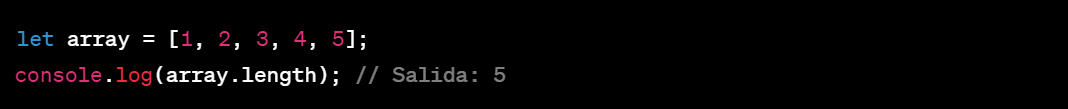 let array = [1, 2, 3, 4, 5];
console.log(array.length); // Salida: 5